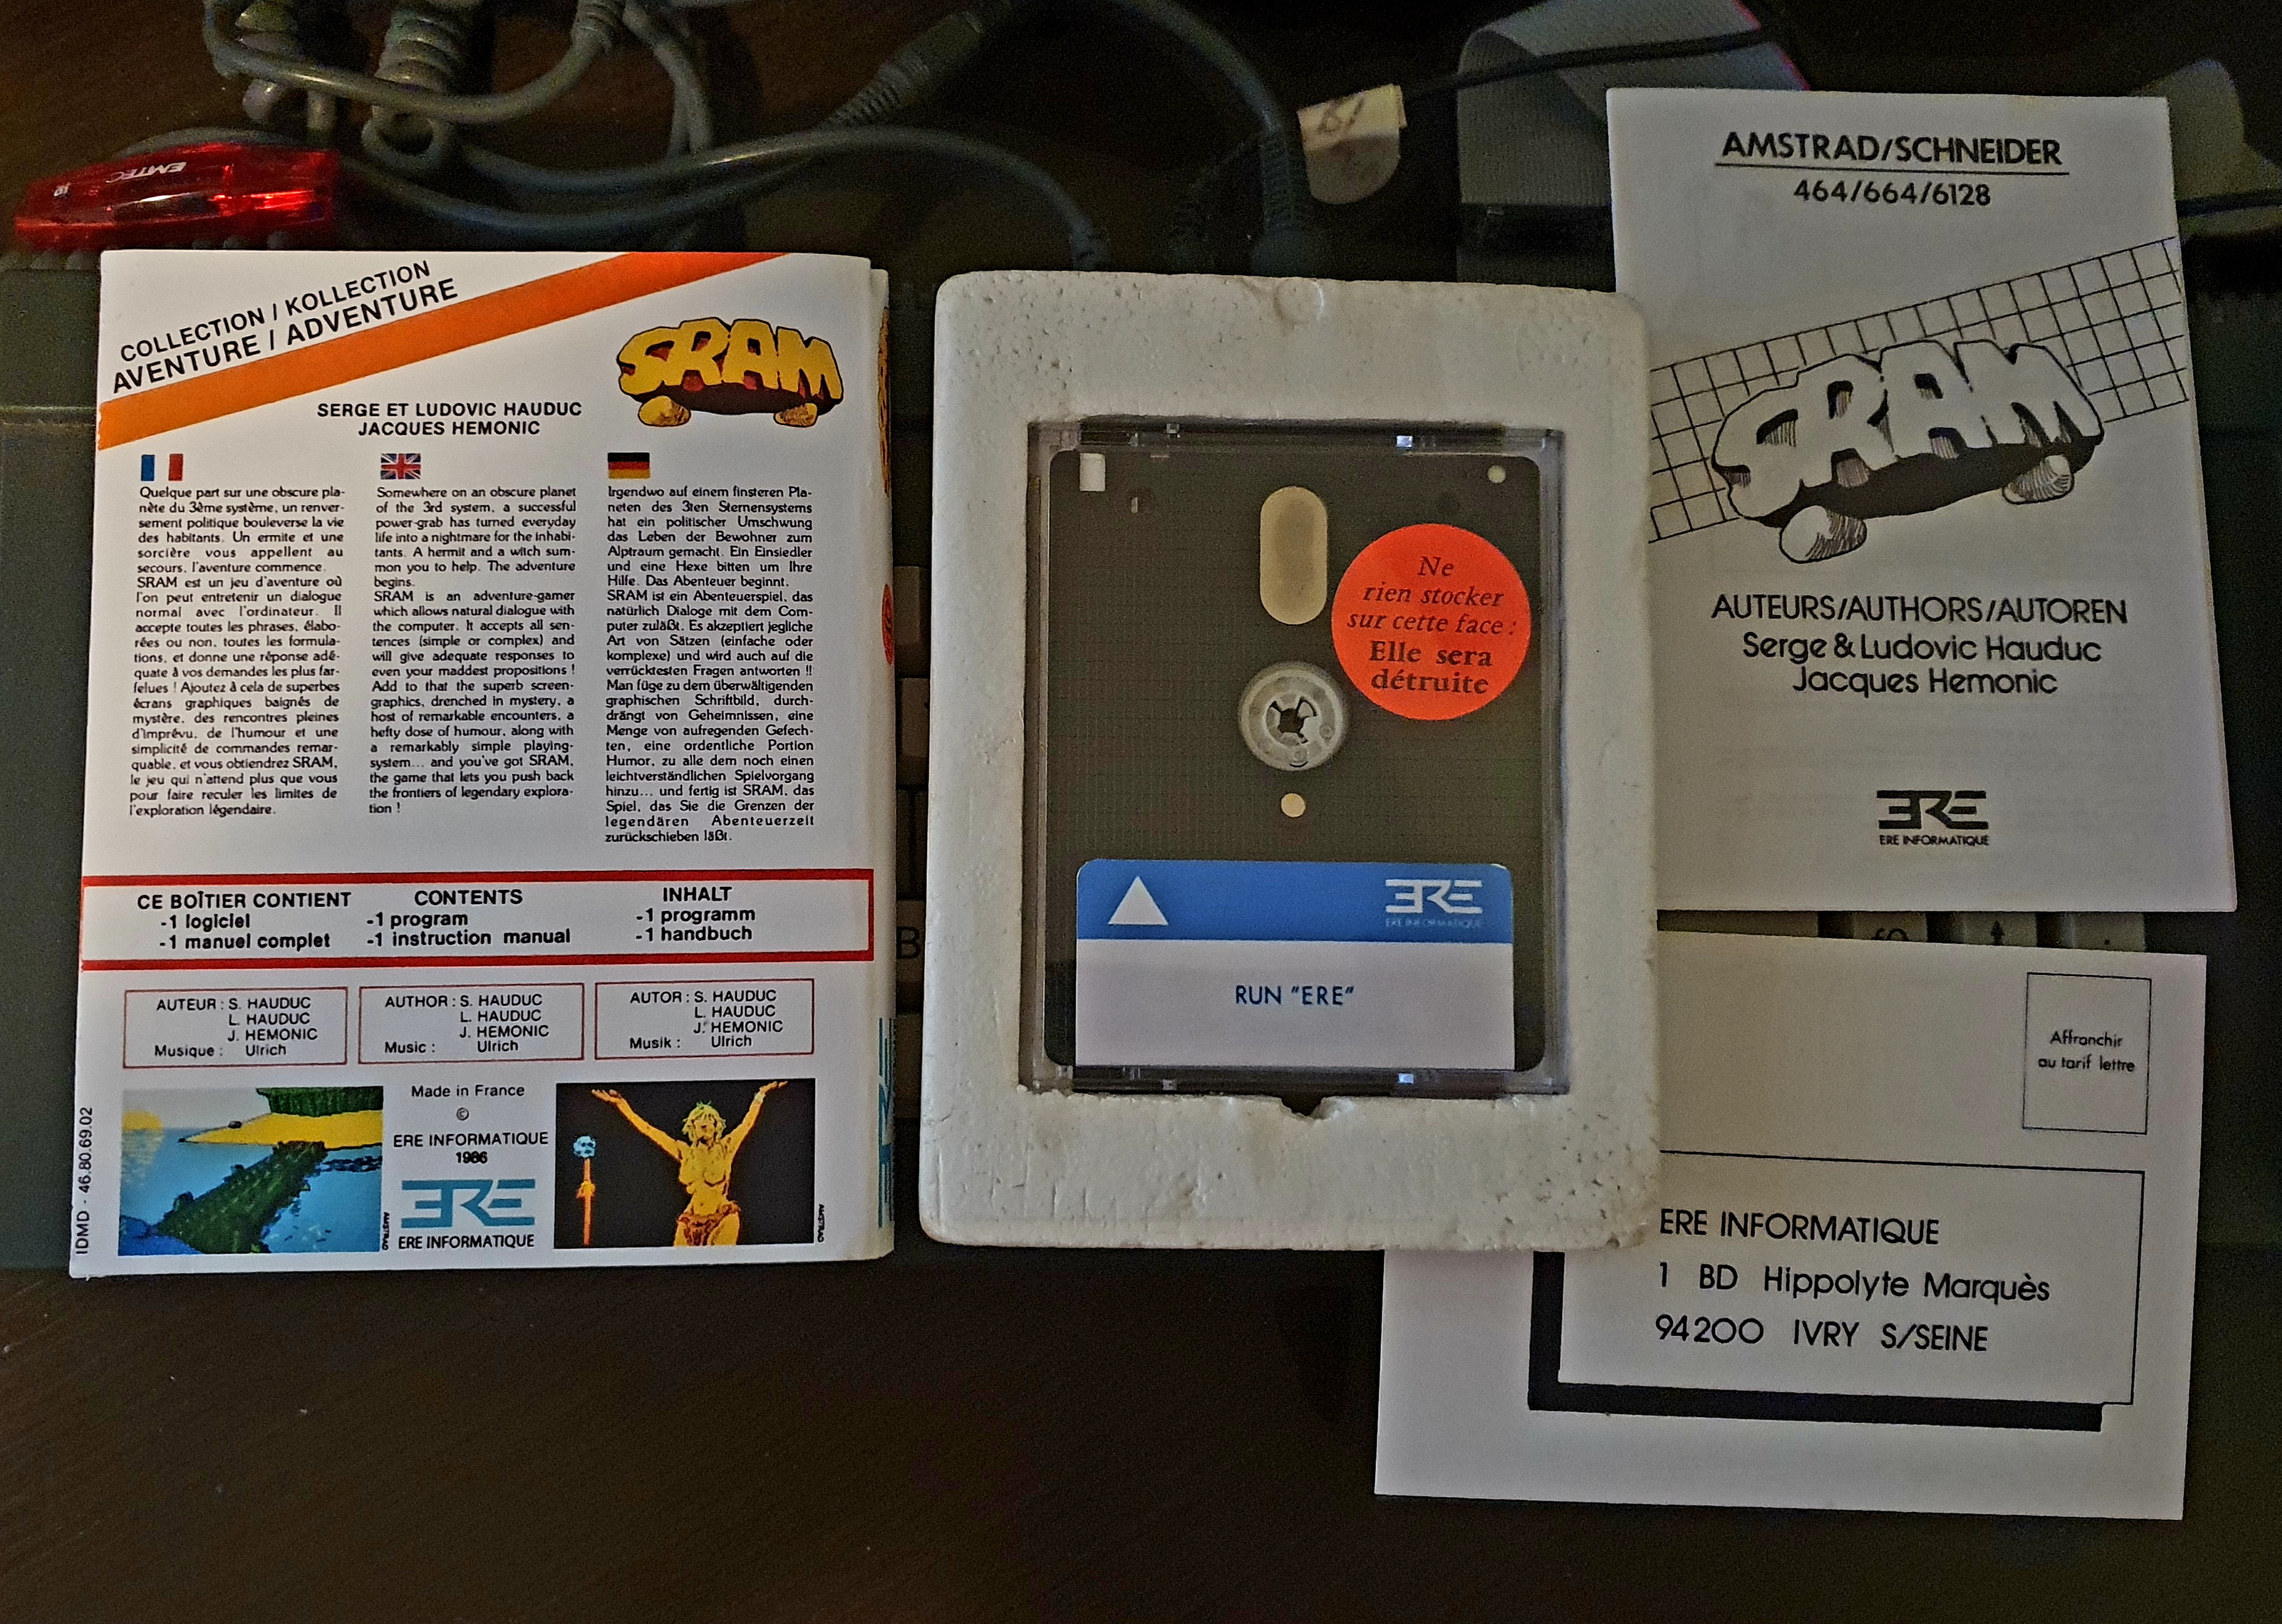 EMTEC
COLLECTION / KOLLECTION
AVENTURE / ADVENTURE
SRAM
SERGE ET LUDOVIC HAUDUC
JACQUES HEMONIC
Quelque part sur une obscure pla-
nète du 3ème système, un renver-
sement politique bouleverse la vie
des habitants. Un ermite et une
sorcière vous appellent au
secours, l'aventure commence.
SRAM est un jeu d'aventure où
l'on peut entretenir un dialogue
normal avec l'ordinateur. Il
accepte toutes les phrases, élabo-
rées ou non, toutes les formula-
tions, et donne une réponse adé-
quate à vos demandes les plus far-
felues ! Ajoutez à cela de superbes
écrans graphiques baignés de
mystère, des rencontres pleines
d'imprévu, de l'humour et une
simplicité de commandes remar-
quable, et vous obtiendrez SRAM,
le jeu qui n'attend plus que vous
pour faire reculer les limites de
l'exploration légendaire.
Somewhere on an obscure planet
of the 3rd system, a successful
power-grab has turned everyday
life into a nightmare for the inhabi-
tants. A hermit and a witch sum-
mon you to help. The adventure
begins.
SRAM is an adventure-gamer
which allows natural dialogue with
the computer. It accepts all sen-
tences (simple or complex) and
will give adequate responses to
even your maddest propositions !
Add to that the superb screen-
graphics, drenched in mystery, a
host of remarkable encounters, a
hefty dose of humour, along with
a remarkably simple playing-
system... and you've got SRAM,
the game that lets you push back
the frontiers of legendary explora-
tion !
Irgendwo auf einem finsteren Pla-
neten des 3ten Sternensystems
hat ein politischer Umschwung
das Leben der Bewohner zum
Alptraum gemacht. Ein Einsiedler
und eine Hexe bitten um Ihre
Hilfe. Das Abenteuer beginnt.
SRAM ist ein Abenteuerspiel, das
natürlich Dialoge mit dem Com-
puter zuläßt. Es akzeptiert jegliche
Art von Sätzen (einfache oder
komplexe) und wird auch auf die
verrücktesten Fragen antworten !!
Man füge zu dem überwältigenden
graphischen Schriftbild, durch-
drängt von Geheimnissen, eine
Menge von aufregenden Gefech-
ten, eine ordentliche Portion
Humor, zu alle dem noch einen
leichtverständlichen Spielvorgang
hinzu... und fertig ist SRAM, das
Spiel, das Sie die Grenzen der
legendären Abenteuerzeit
zurückschieben läßt.
CE BOÎTIER CONTIENT
-1 logiciel
-1 manuel complet
CONTENTS
-1 program
-1 instruction manual
INHALT
-1 programm
-1 handbuch
AUTEUR : S. HAUDUC
L. HAUDUC
J. HEMONIC
Musique : Ulrich
AUTHOR : S. HAUDUC
L. HAUDUC
J. HEMONIC
Music : Ulrich
AUTOR : S. HAUDUC
L. HAUDUC
J. HEMONIC
Musik : Ulrich
IDMD - 46.80.69.02
AMSTRAD
Made in France
©
ERE INFORMATIQUE
1986
ERE
ERE INFORMATIQUE
AMSTRAD
Ne
rien stocker
sur cette face :
Elle sera
détruite
ERE
ERE INFORMATIQUE
RUN "ERE"
AMSTRAD/SCHNEIDER
464/664/6128
SRAM
AUTEURS/AUTHORS/AUTOREN
Serge & Ludovic Hauduc
Jacques Hemonic
ERE
ERE INFORMATIQUE
B
Affranchir
au tarif lettre
ERE INFORMATIQUE
1 BD Hippolyte Marquès
94200 IVRY S/SEINE